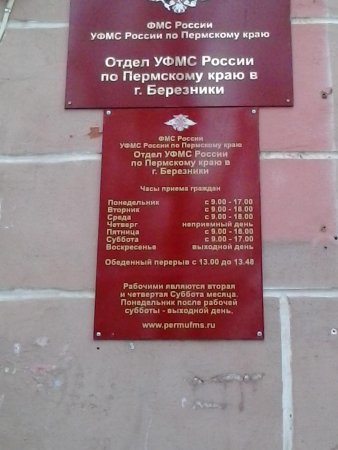 ФМС России
УФМС России по Пермскому краю
Отдел УФМС России
по Пермскому краю в
г. Березники
ФМС России
УФМС России по Пермскому краю
Отдел УФМС России
по Пермскому краю в
г. Березники
Часы приема граждан
Понедельник с 9.00 - 17.00
Вторник с 9.00 - 18.00
Среда с 9.00 - 18.00
Четверг неприемный день
Пятница с 9.00 - 18.00
Суббота с 9.00 - 17.00
Воскресенье выходной день
Обеденный перерыв с 13.00 до 13.48
Рабочими являются вторая
и четвертая Суббота месяца.
Понедельник после рабочей
субботы - выходной день.
www.permufms.ru